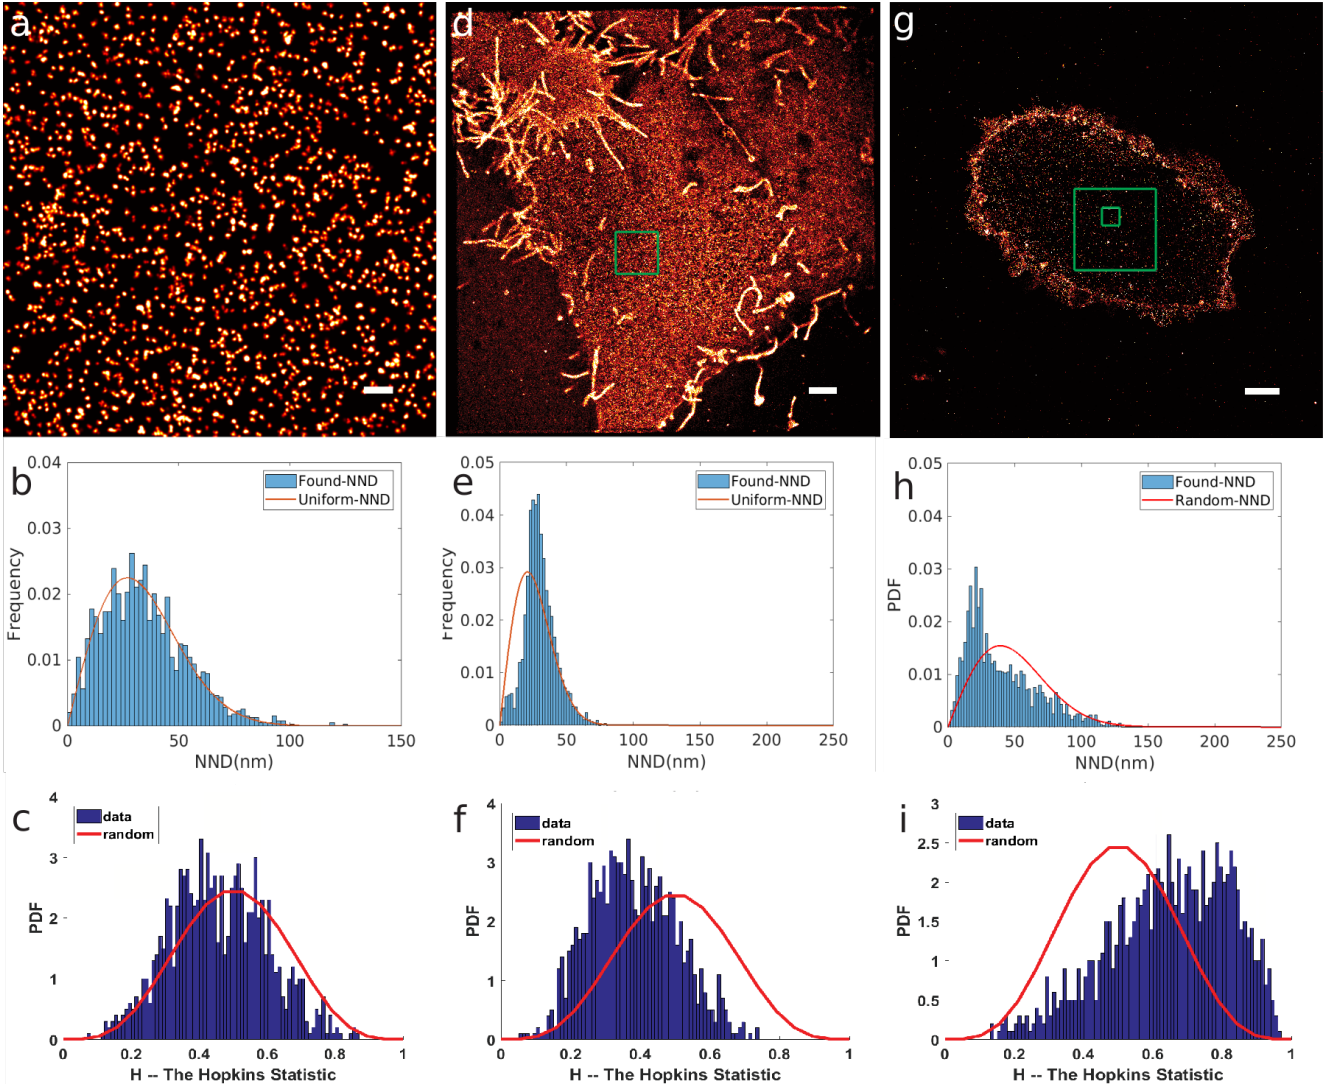 a
d
g
b
0.04
0.03
0.02
0.01
0
Frequency
Found-NND
Uniform-NND
0 50 100 150
NND(nm)
e
0.05
0.04
0.03
0.02
0.01
0
Frequency
Found-NND
Uniform-NND
0 50 100 150 200 250
NND(nm)
h
0.05
0.04
0.03
0.02
0.01
0
PDF
Found-NND
Random-NND
0 50 100 150 200 250
NND(nm)
c
4
3
2
1
0
PDF
data
random
0 0.2 0.4 0.6 0.8 1
H -- The Hopkins Statistic
f
4
3
2
1
0
PDF
data
random
0 0.2 0.4 0.6 0.8 1
H -- The Hopkins Statistic
i
3
2.5
2
1.5
1
0.5
0
PDF
data
random
0 0.2 0.4 0.6 0.8 1
H -- The Hopkins Statistic